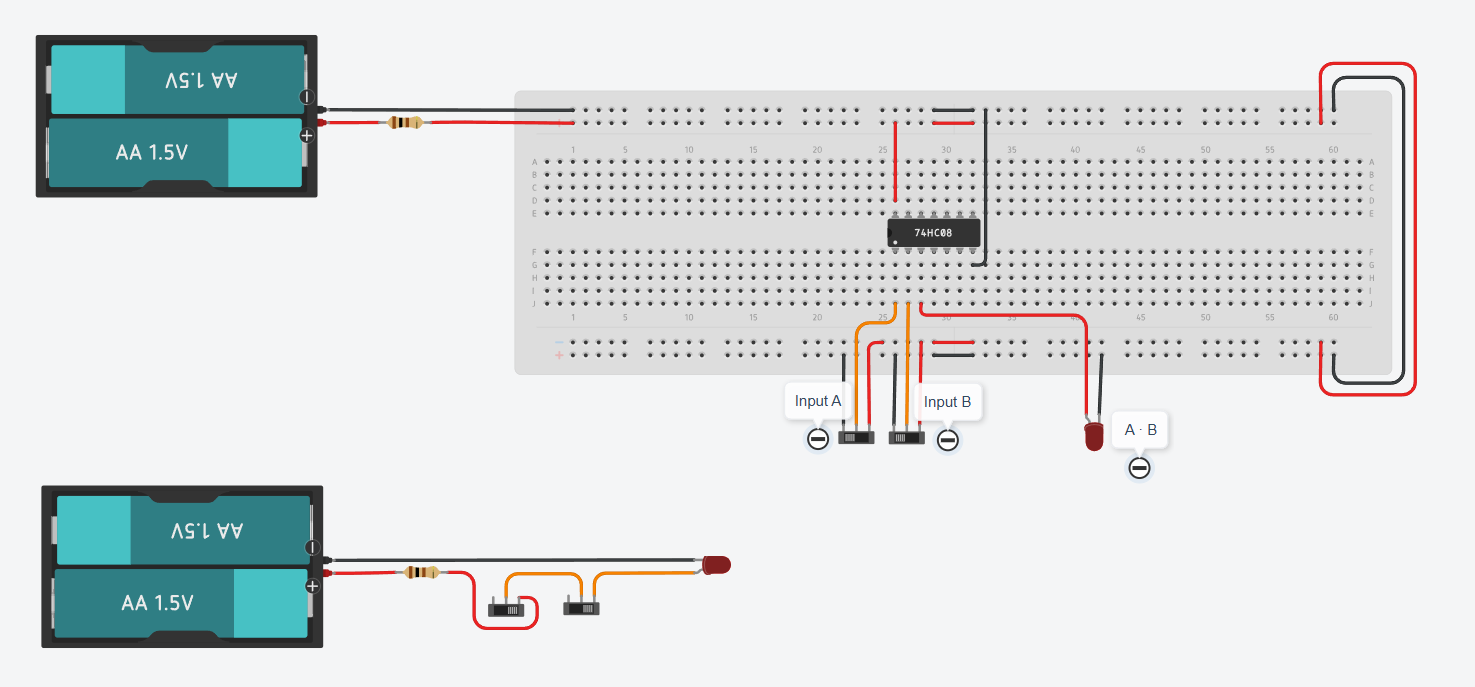 AA 1.5V
AA 1.5V
1 5 10 15 20 25 30 35 40 45 50 55 60
A A
B B
C C
D D
E E
74HC08
F F
G G
H H
I I
J J
1 5 10 15 20 25 30 35 40 45 50 55 60
− 
+
Input A
Input B
A · B
AA 1.5V
AA 1.5V